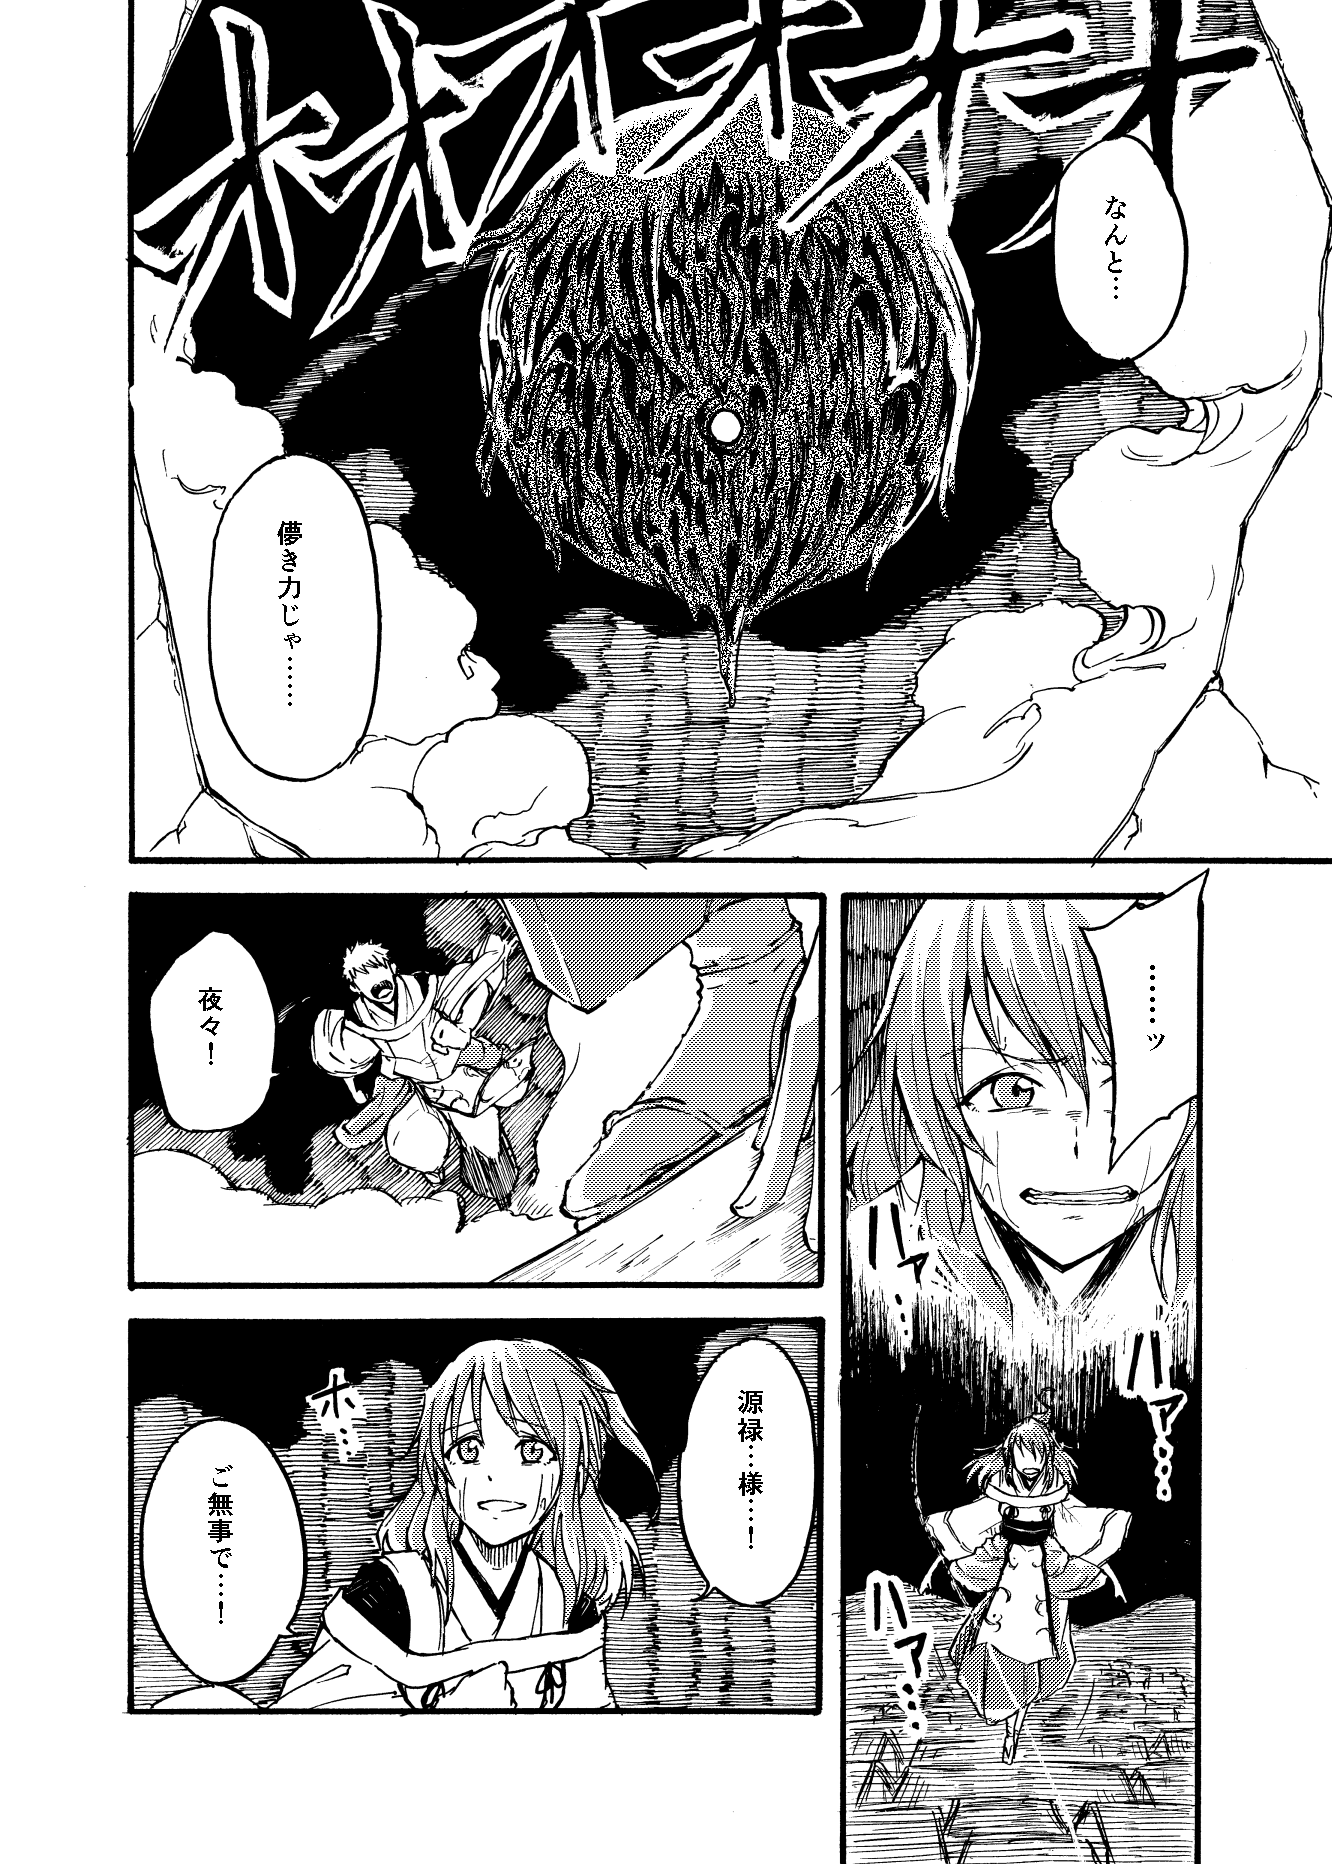 オオオオオオ
なんと…
儚き力じゃ……
……ッ
ハァ…
ハァ…
ハァ…
夜々！
源禄…様…！
ホ…
ご無事で…！